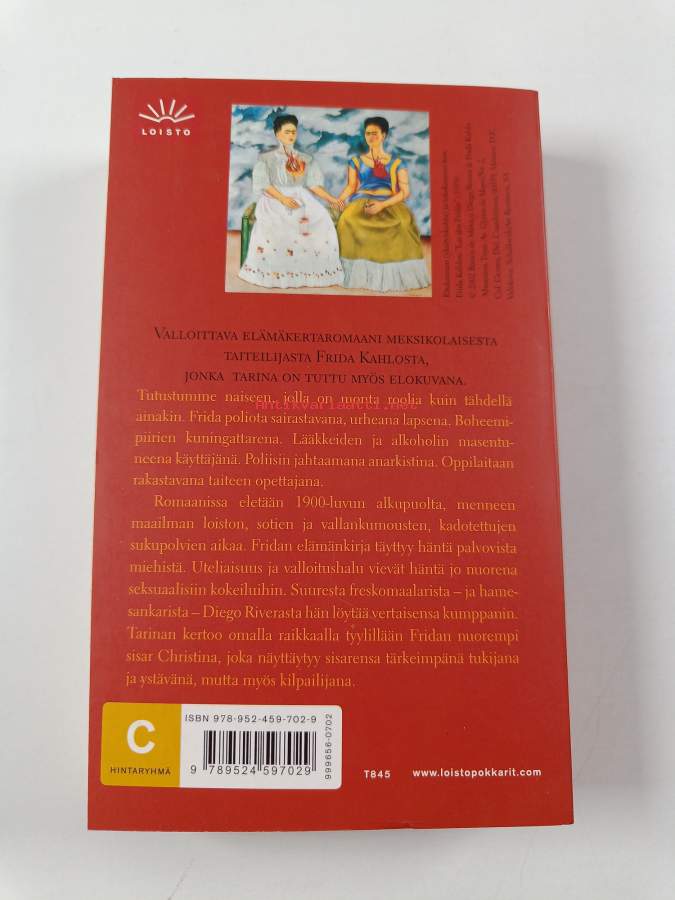 LOISTO
VALLOITTAVA ELÄMÄKERTAROMAANI MEKSIKOLAISESTA
TAITEILIJASTA FRIDA KAHLOSTA,
JONKA TARINA ON TUTTU MYÖS ELOKUVANA.
Antikvariaatti.net
Tutustumme naiseen, jolla on monta roolia kuin tähdellä
ainakin. Frida poliota sairastavana, urheana lapsena. Boheemi-
piirien kuningattarena. Lääkkeiden ja alkoholin masentu-
neena käyttäjänä. Poliisin jahtaamana anarkistina. Oppilaitaan
rakastavana taiteen opettajana.
Romaanissa eletään 1900-luvun alkupuolta, menneen
maailman loiston, sotien ja vallankumousten, kadotettujen
sukupolvien aikaa. Fridan elämänkirja täyttyy häntä palvovista
miehistä. Uteliaisuus ja valloitushalu vievät häntä jo nuorena
seksuaalisiin kokeiluihin. Suuresta freskomaalarista – ja hame-
sankarista – Diego Riverasta hän löytää vertaisensa kumppanin.
Tarinan kertoo omalla raikkaalla tyylillään Fridan nuorempi
sisar Christina, joka näyttäytyy sisarensa tärkeimpänä tukijana
ja ystävänä, mutta myös kilpailijana.
C
HINTARYHMÄ
ISBN 978-952-459-702-9
9 789524 597029
999656-0702
T845
www.loistopokkarit.com